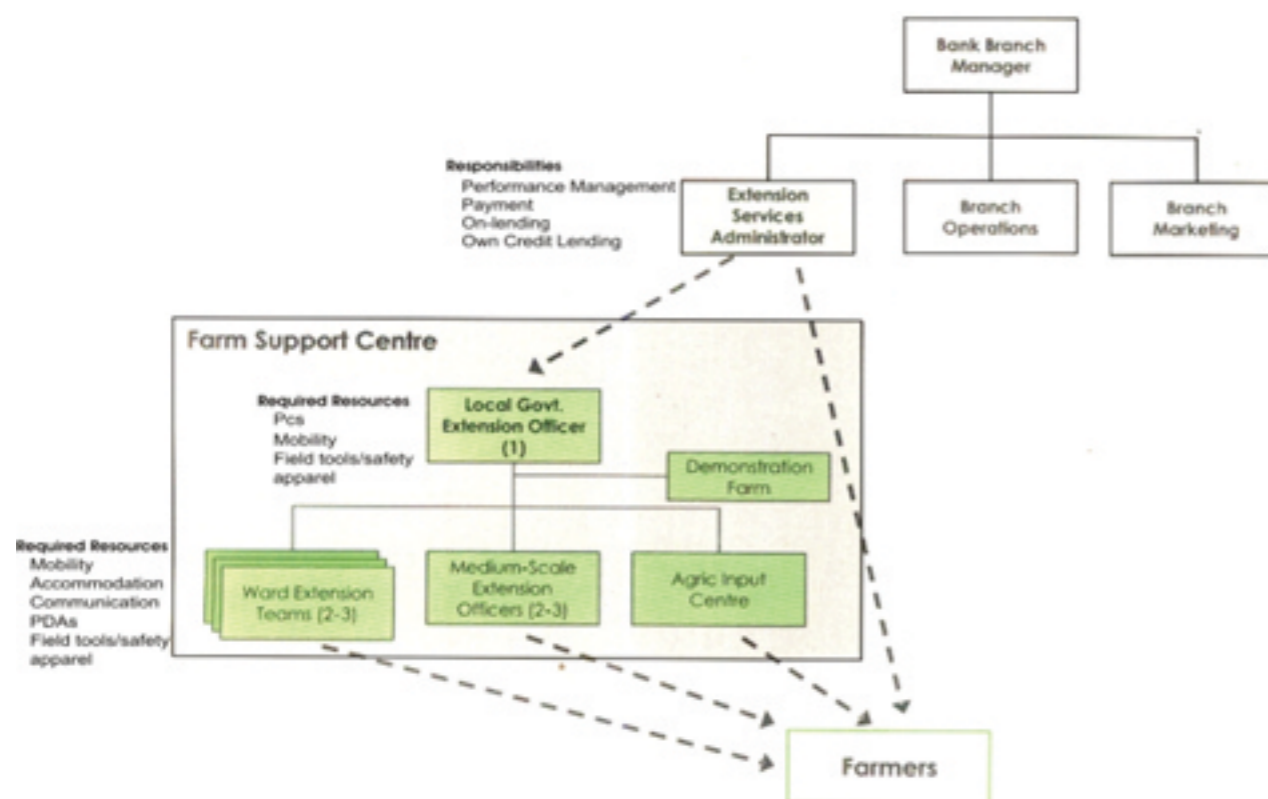 Bank Branch
Manager
Responsibilities
Performance Management
Payment
On-lending
Own Credit Lending
Extension
Services
Administrator
Branch
Operations
Branch
Marketing
Farm Support Centre
Required Resources
Pcs
Mobility
Field tools/safety
apparel
Local Govt.
Extension Officer
(1)
Demonstration
Farm
Required Resources
Mobility
Accommodation
Communication
PDAs
Field tools/safety
apparel
Ward Extension
Teams (2-3)
Medium-Scale
Extension
Officers (2-3)
Agric Input
Centre
Farmers